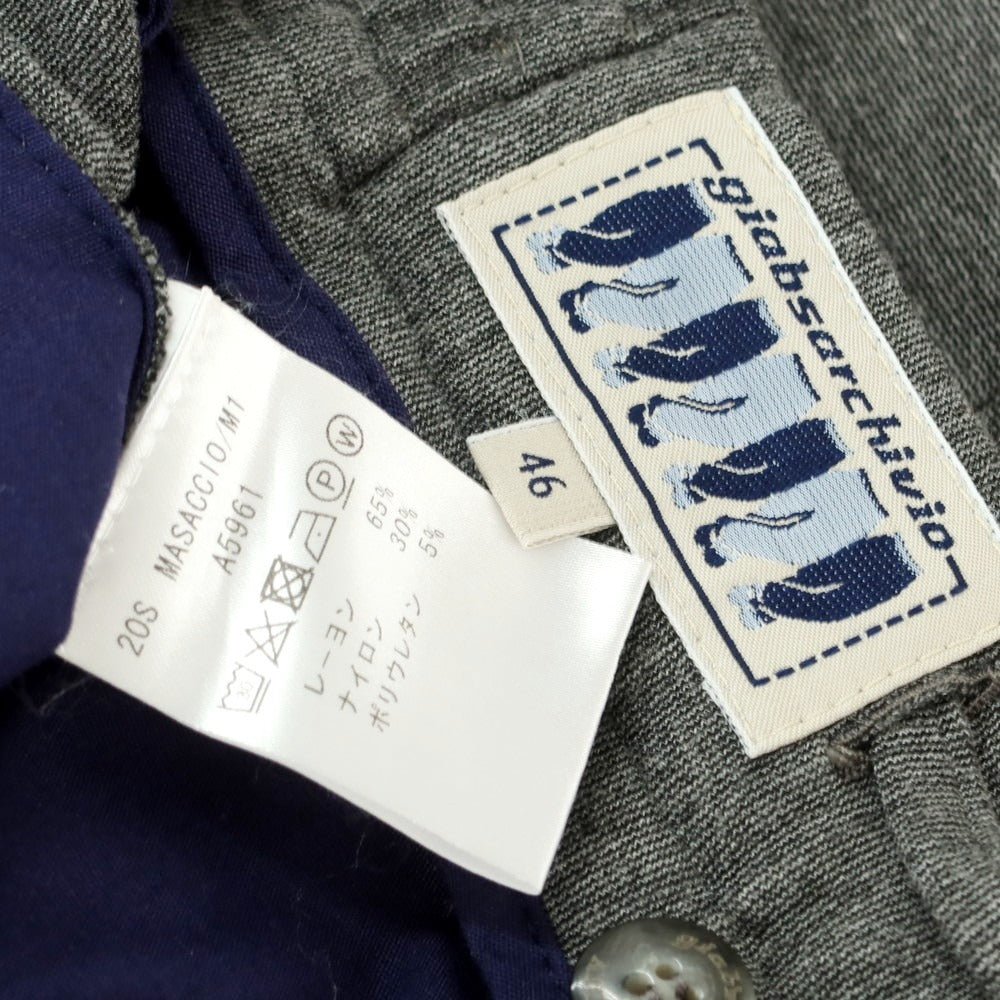 giabsarchivio
46
20S MASACCIO/M1
A5961
レーヨン 65%
ナイロン 30%
ポリウレタン 5%